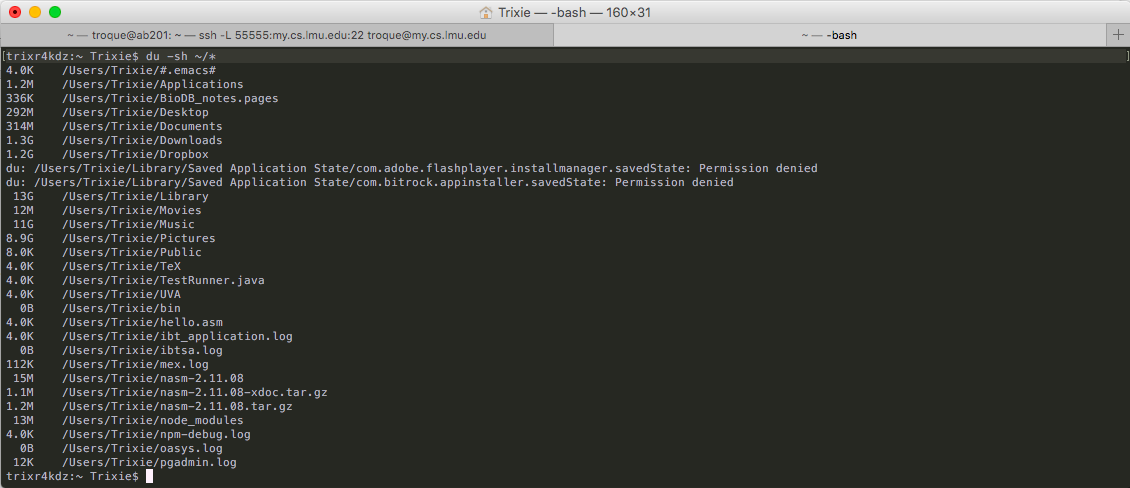 Trixie — -bash — 160×31
~ — troque@ab201: ~ — ssh -L 55555:my.cs.lmu.edu:22 troque@my.cs.lmu.edu
~ — -bash
+
[trixr4kdz:~ Trixie$ du -sh ~/* ]
4.0K /Users/Trixie/#.emacs#
1.2M /Users/Trixie/Applications
336K /Users/Trixie/BioDB_notes.pages
292M /Users/Trixie/Desktop
314M /Users/Trixie/Documents
1.3G /Users/Trixie/Downloads
1.2G /Users/Trixie/Dropbox
du: /Users/Trixie/Library/Saved Application State/com.adobe.flashplayer.installmanager.savedState: Permission denied
du: /Users/Trixie/Library/Saved Application State/com.bitrock.appinstaller.savedState: Permission denied
13G /Users/Trixie/Library
12M /Users/Trixie/Movies
11G /Users/Trixie/Music
8.9G /Users/Trixie/Pictures
8.0K /Users/Trixie/Public
4.0K /Users/Trixie/TeX
4.0K /Users/Trixie/TestRunner.java
4.0K /Users/Trixie/UVA
0B /Users/Trixie/bin
4.0K /Users/Trixie/hello.asm
4.0K /Users/Trixie/ibt_application.log
0B /Users/Trixie/ibtsa.log
112K /Users/Trixie/mex.log
15M /Users/Trixie/nasm-2.11.08
1.1M /Users/Trixie/nasm-2.11.08-xdoc.tar.gz
1.2M /Users/Trixie/nasm-2.11.08.tar.gz
13M /Users/Trixie/node_modules
4.0K /Users/Trixie/npm-debug.log
0B /Users/Trixie/oasys.log
12K /Users/Trixie/pgadmin.log
trixr4kdz:~ Trixie$